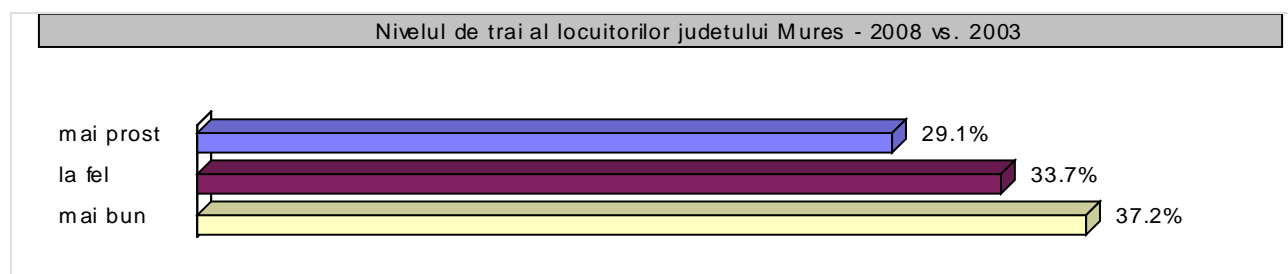 Nivelul de trai al locuitorilor judetului Mures - 2008 vs. 2003
mai prost 29.1%
la fel 33.7%
mai bun 37.2%